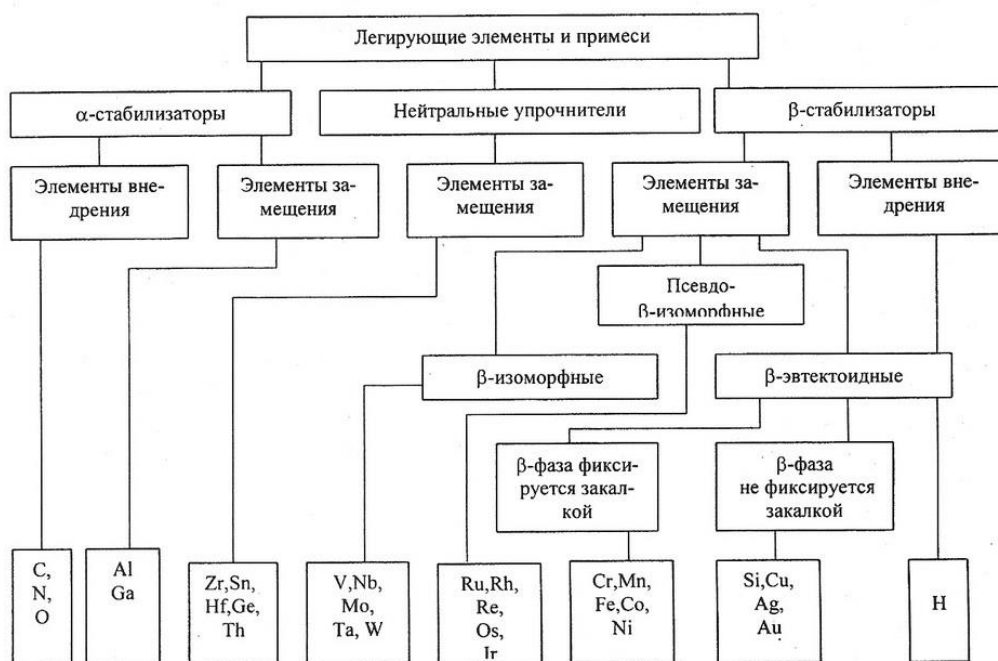 Легирующие элементы и примеси
α-стабилизаторы
Нейтральные упрочнители
β-стабилизаторы
Элементы вне-
дрения
Элементы за-
мещения
Элементы за-
мещения
Элементы за-
мещения
Элементы вне-
дрения
Псевдо-
β-изоморфные
β-изоморфные
β-эвтектоидные
β-фаза фикси-
руется закал-
кой
β-фаза
не фиксируется
закалкой
C,
N,
O
Al
Ga
Zr,Sn,
Hf,Ge,
Th
V,Nb,
Mo,
Ta, W
Ru,Rh,
Re,
Os,
Ir
Cr,Mn,
Fe,Co,
Ni
Si,Cu,
Ag,
Au
H